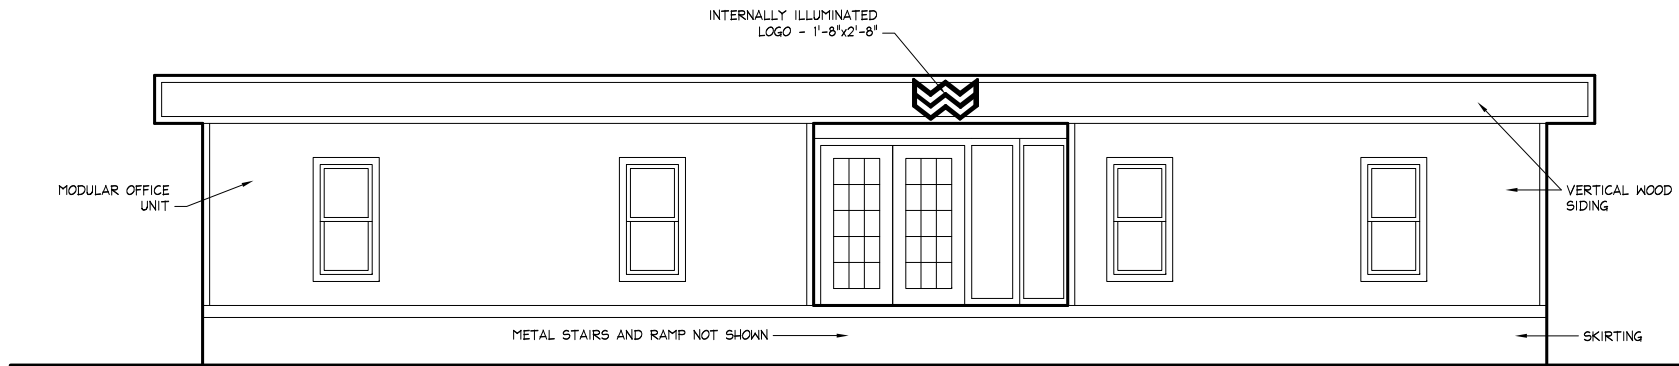 INTERNALLY ILLUMINATED
LOGO - 1'-8"x2'-8"
MODULAR OFFICE
UNIT
VERTICAL WOOD
SIDING
METAL STAIRS AND RAMP NOT SHOWN
SKIRTING